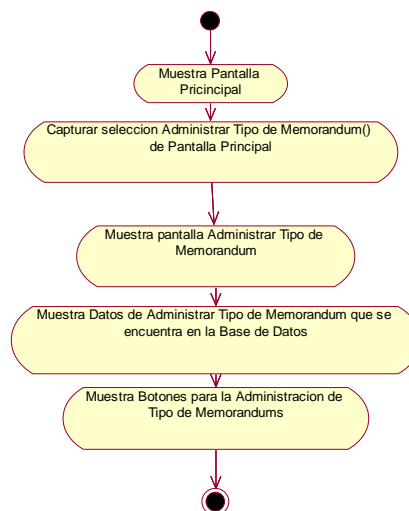 Muestra Pantalla
Pricincipal
Capturar seleccion Administrar Tipo de Memorandum()
de Pantalla Principal
Muestra pantalla Administrar Tipo de
Memorandum
Muestra Datos de Administrar Tipo de Memorandum que se
encuentra en la Base de Datos
Muestra Botones para la Administracion de
Tipo de Memorandums